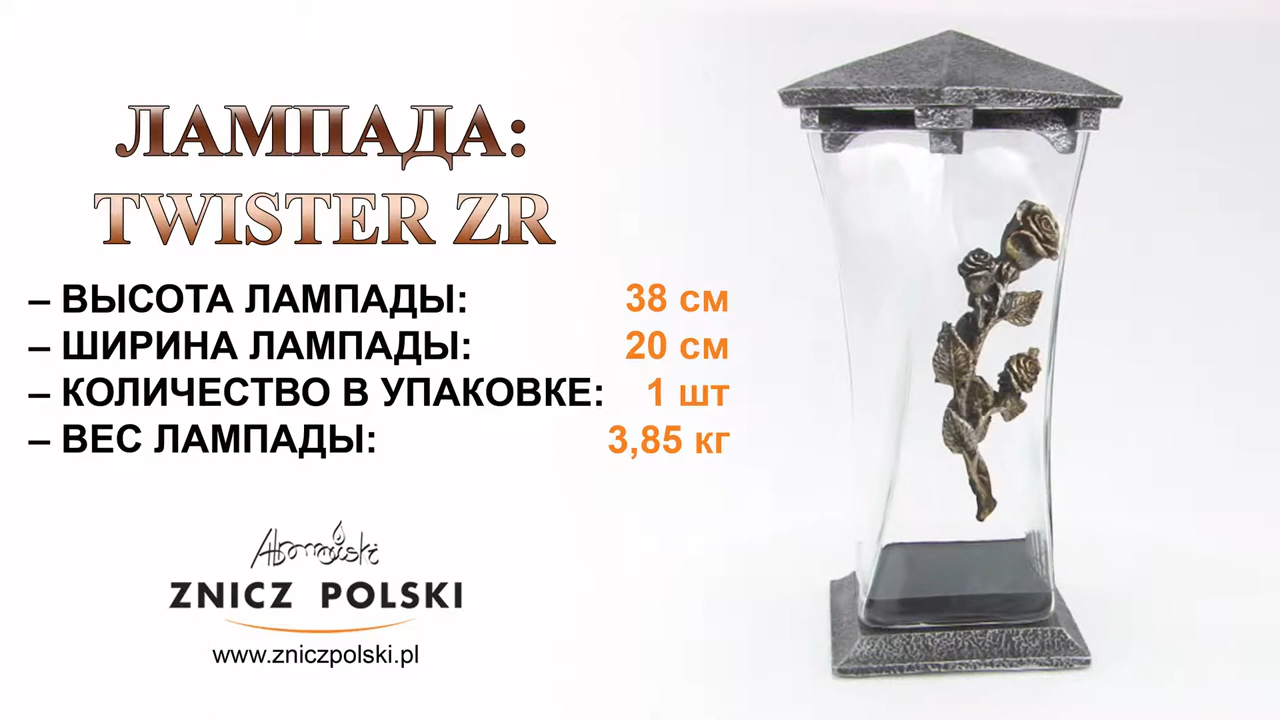 ЛАМПАДА:
TWISTER ZR
– ВЫСОТА ЛАМПАДЫ: 38 см
– ШИРИНА ЛАМПАДЫ: 20 см
– КОЛИЧЕСТВО В УПАКОВКЕ: 1 шт
– ВЕС ЛАМПАДЫ: 3,85 кг
ZNICZ POLSKI
www.zniczpolski.pl